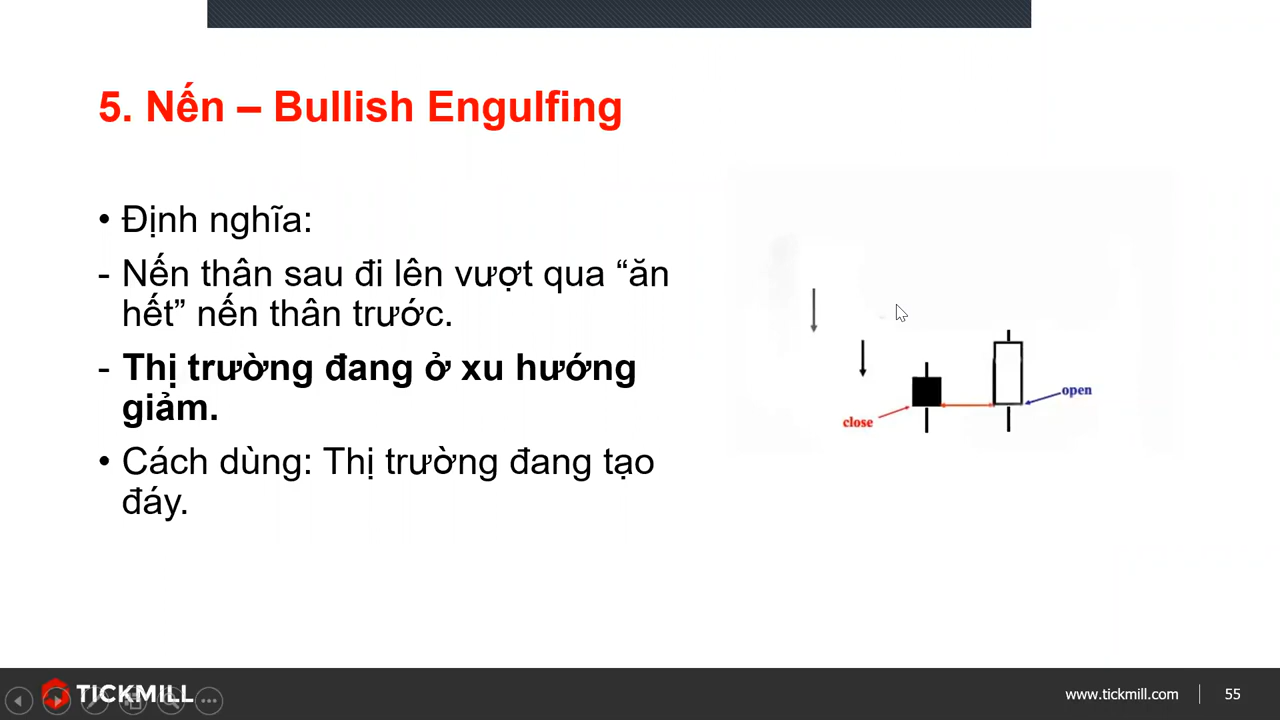 5. Nến – Bullish Engulfing
• Định nghĩa:
- Nến thân sau đi lên vượt qua “ăn
hết” nến thân trước.
- Thị trường đang ở xu hướng
giảm.
• Cách dùng: Thị trường đang tạo
đáy.
open
close
TICKMILL
www.tickmill.com
55